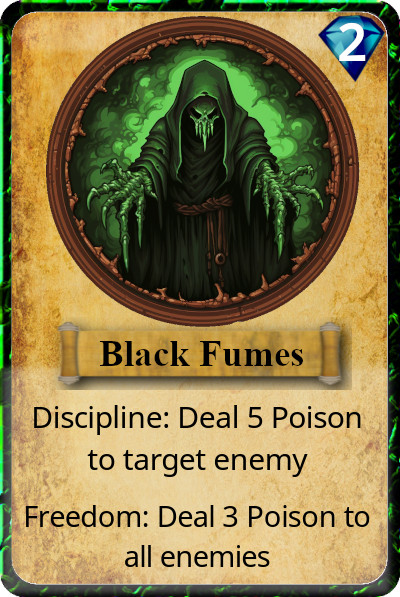 2
Black Fumes
Discipline: Deal 5 Poison
to target enemy
Freedom: Deal 3 Poison to
all enemies